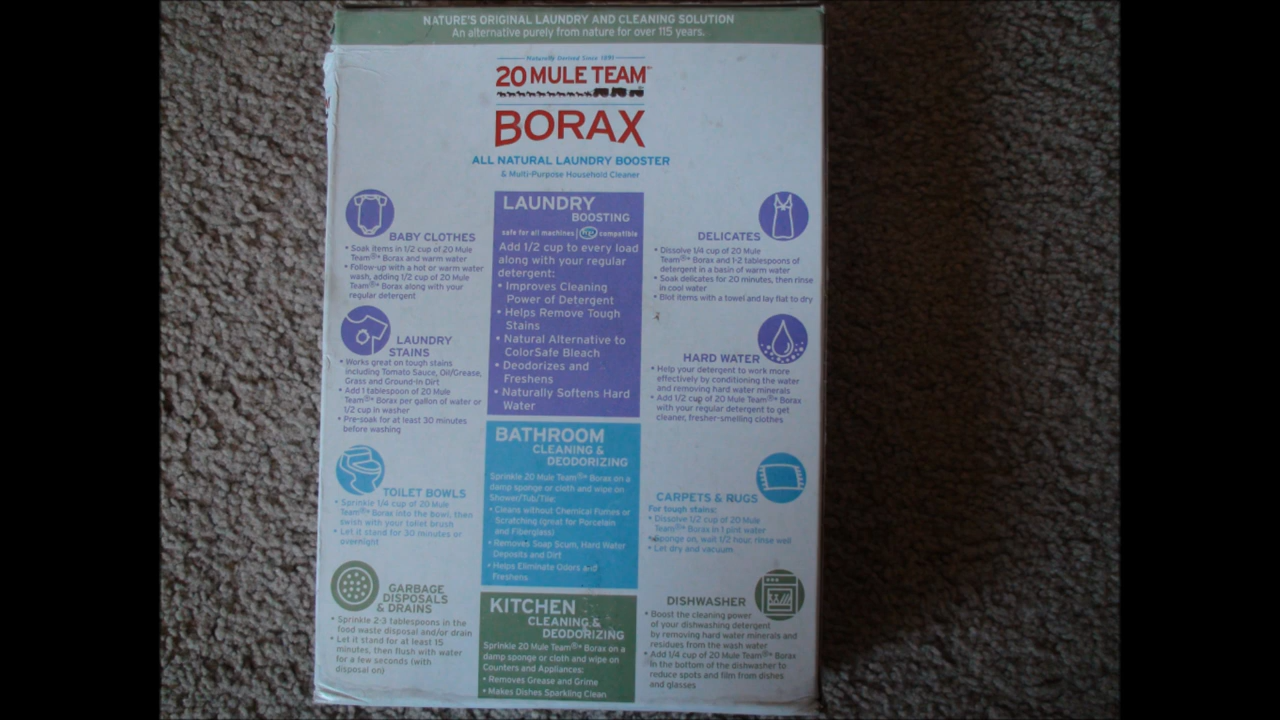 NATURE'S ORIGINAL LAUNDRY AND CLEANING SOLUTION
An alternative purely from nature for over 115 years.
Naturally Derived Since 1891
20 MULE TEAM™
BORAX
ALL NATURAL LAUNDRY BOOSTER
& Multi-Purpose Household Cleaner
BABY CLOTHES
• Soak items in 1/2 cup of 20 Mule
Team®* Borax and warm water
• Follow-up with a hot or warm water
wash, adding 1/2 cup of 20 Mule
Team®* Borax along with your
regular detergent
LAUNDRY
STAINS
• Works great on tough stains
including Tomato Sauce, Oil/Grease,
Grass and Ground-In Dirt
• Add 1 tablespoon of 20 Mule
Team®* Borax per gallon of water or
1/2 cup in washer
• Pre-soak for at least 30 minutes
before washing
TOILET BOWLS
• Sprinkle 1/4 cup of 20 Mule
Team®* Borax into the bowl, then
swish with your toilet brush
• Let it stand for 30 minutes or
overnight
GARBAGE
DISPOSALS
& DRAINS
• Sprinkle 2-3 tablespoons in the
food waste disposal and/or drain
• Let it stand for at least 15
minutes, then flush with water
for a few seconds (with
disposal on)
LAUNDRY
BOOSTING
safe for all machines | he compatible
Add 1/2 cup to every load
along with your regular
detergent:
• Improves Cleaning
Power of Detergent
• Helps Remove Tough
Stains
• Natural Alternative to
ColorSafe Bleach
• Deodorizes and
Freshens
• Naturally Softens Hard
Water
BATHROOM
CLEANING &
DEODORIZING
Sprinkle 20 Mule Team®* Borax on a
damp sponge or cloth and wipe on
Shower/Tub/Tile:
• Cleans without Chemical Fumes or
Scratching (great for Porcelain
and Fiberglass)
• Removes Soap Scum, Hard Water
Deposits and Dirt
• Helps Eliminate Odors and
Freshens
KITCHEN
CLEANING &
DEODORIZING
Sprinkle 20 Mule Team®* Borax on a
damp sponge or cloth and wipe on
Counters and Appliances:
• Removes Grease and Grime
• Makes Dishes Sparkling Clean
DELICATES
• Dissolve 1/4 cup of 20 Mule
Team®* Borax and 1-2 tablespoons of
detergent in a basin of warm water
• Soak delicates for 20 minutes, then rinse
in cool water
• Blot items with a towel and lay flat to dry
HARD WATER
• Help your detergent to work more
effectively by conditioning the water
and removing hard water minerals
• Add 1/2 cup of 20 Mule Team®* Borax
with your regular detergent to get
cleaner, fresher-smelling clothes
CARPETS & RUGS
For tough stains:
• Dissolve 1/2 cup of 20 Mule
Team®* Borax in 1 pint water
• Sponge on, wait 1/2 hour, rinse well
• Let dry and vacuum
DISHWASHER
• Boost the cleaning power
of your dishwashing detergent
by removing hard water minerals and
residues from the wash water
• Add 1/4 cup of 20 Mule Team®* Borax
in the bottom of the dishwasher to
reduce spots and film from dishes
and glasses